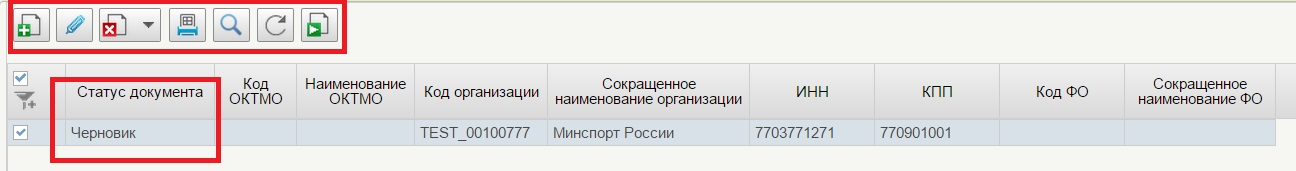 Статус документа
Код
ОКТМО
Наименование
ОКТМО
Код организации
Сокращенное
наименование организации
ИНН
КПП
Код ФО
Сокращенное
наименование ФО
Черновик
TEST_00100777
Минспорт России
7703771271
770901001